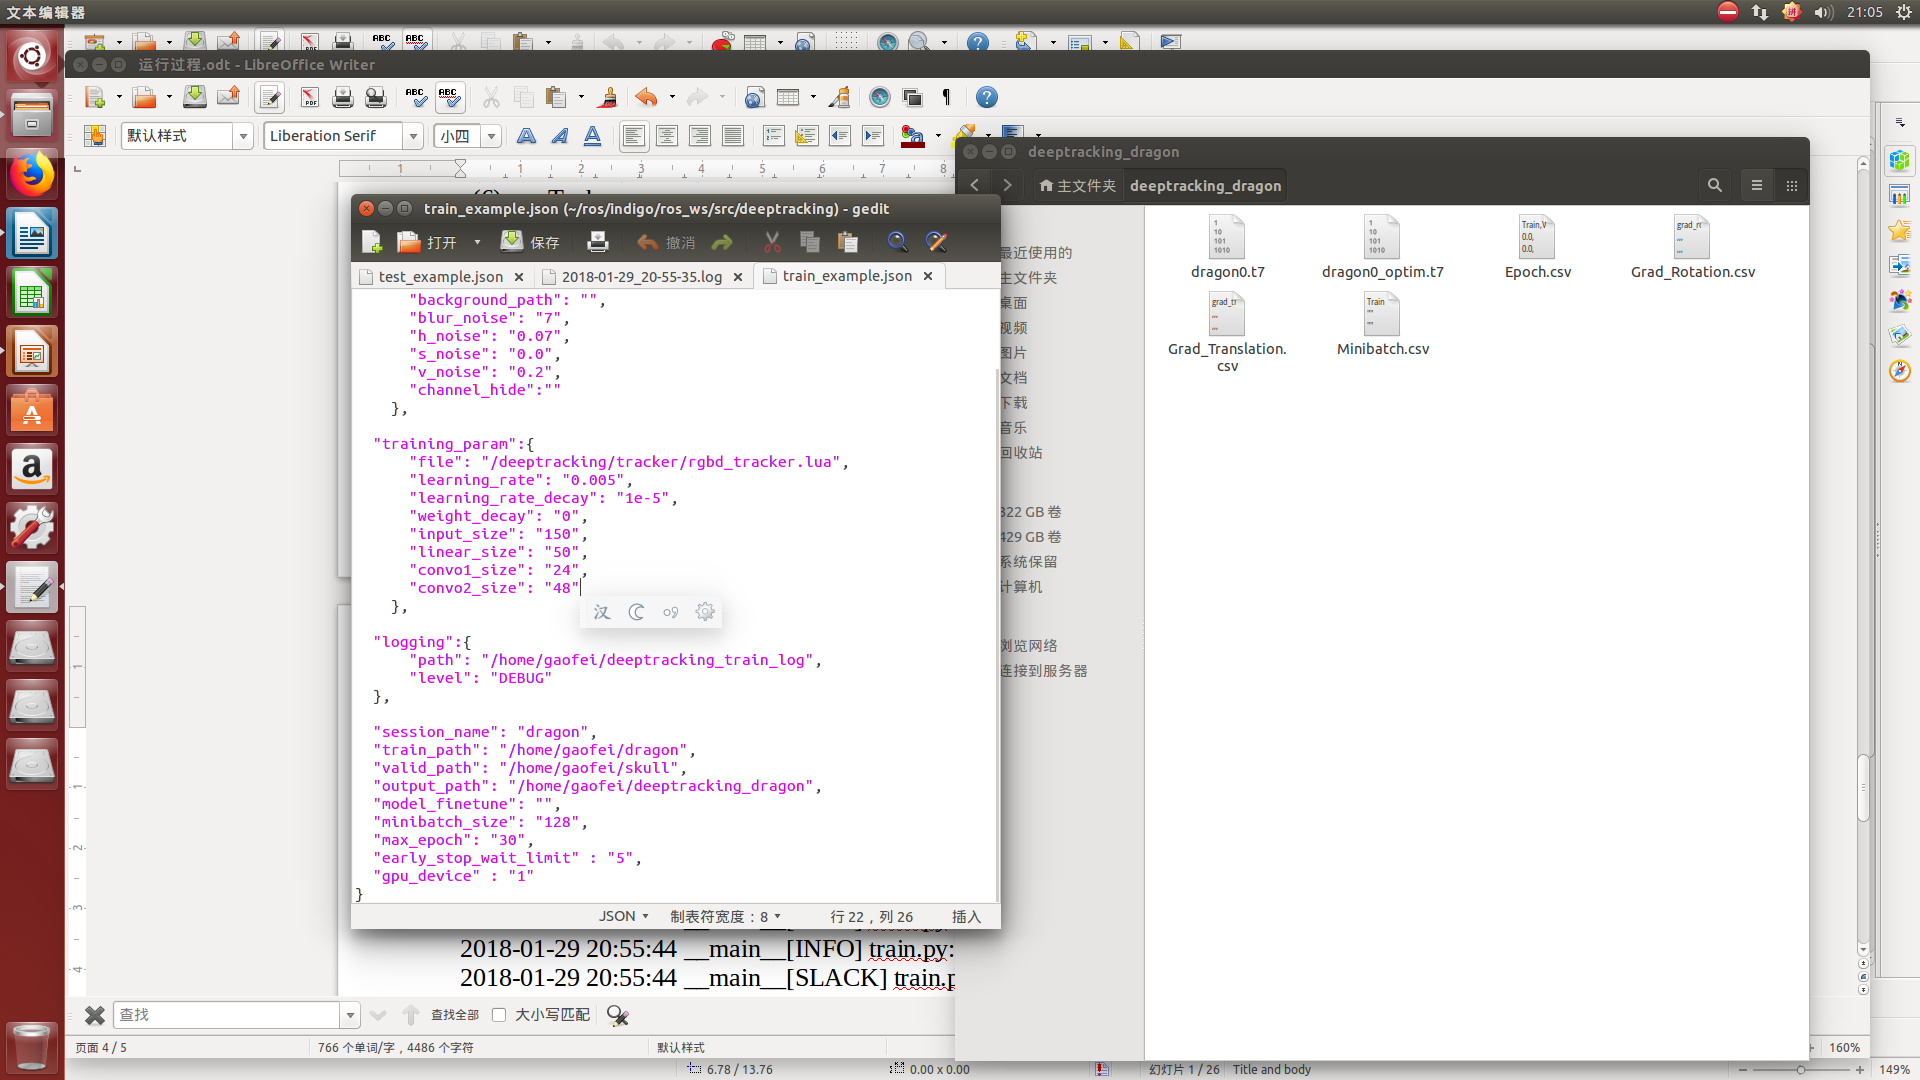 文本编辑器
21:05
运行过程.odt - LibreOffice Writer
默认样式
Liberation Serif
小四
1 1 2 3 4 5 6 7 8
deeptracking_dragon
主文件夹
deeptracking_dragon
train_example.json (~/ros/indigo/ros_ws/src/deeptracking) - gedit
打开
保存
撤消
test_example.json
2018-01-29_20-55-35.log
train_example.json
"background_path": "",
"blur_noise": "7",
"h_noise": "0.07",
"s_noise": "0.0",
"v_noise": "0.2",
"channel_hide":""
},
"training_param":{
"file": "/deeptracking/tracker/rgbd_tracker.lua",
"learning_rate": "0.005",
"learning_rate_decay": "1e-5",
"weight_decay": "0",
"input_size": "150",
"linear_size": "50",
"convo1_size": "24",
"convo2_size": "48"
},
汉
"logging":{
"path": "/home/gaofei/deeptracking_train_log",
"level": "DEBUG"
},
"session_name": "dragon",
"train_path": "/home/gaofei/dragon",
"valid_path": "/home/gaofei/skull",
"output_path": "/home/gaofei/deeptracking_dragon",
"model_finetune": "",
"minibatch_size": "128",
"max_epoch": "30",
"early_stop_wait_limit" : "5",
"gpu_device" : "1"
}
JSON
制表符宽度：8
行 22，列 26
插入
最近使用的
主文件夹
桌面
视频
图片
文档
下载
音乐
回收站
322 GB 卷
429 GB 卷
系统保留
计算机
浏览网络
连接到服务器
dragon0.t7
dragon0_optim.t7
Epoch.csv
Grad_Rotation.csv
Grad_Translation.
csv
Minibatch.csv
2018-01-29 20:55:44 __main__[INFO] train.py:
2018-01-29 20:55:44 __main__[SLACK] train.p
查找
查找全部
大小写匹配
页面 4 / 5
766 个单词/字，4486 个字符
默认样式
160%
6.78 / 13.76
0.00 x 0.00
幻灯片 1 / 26
Title and body
149%